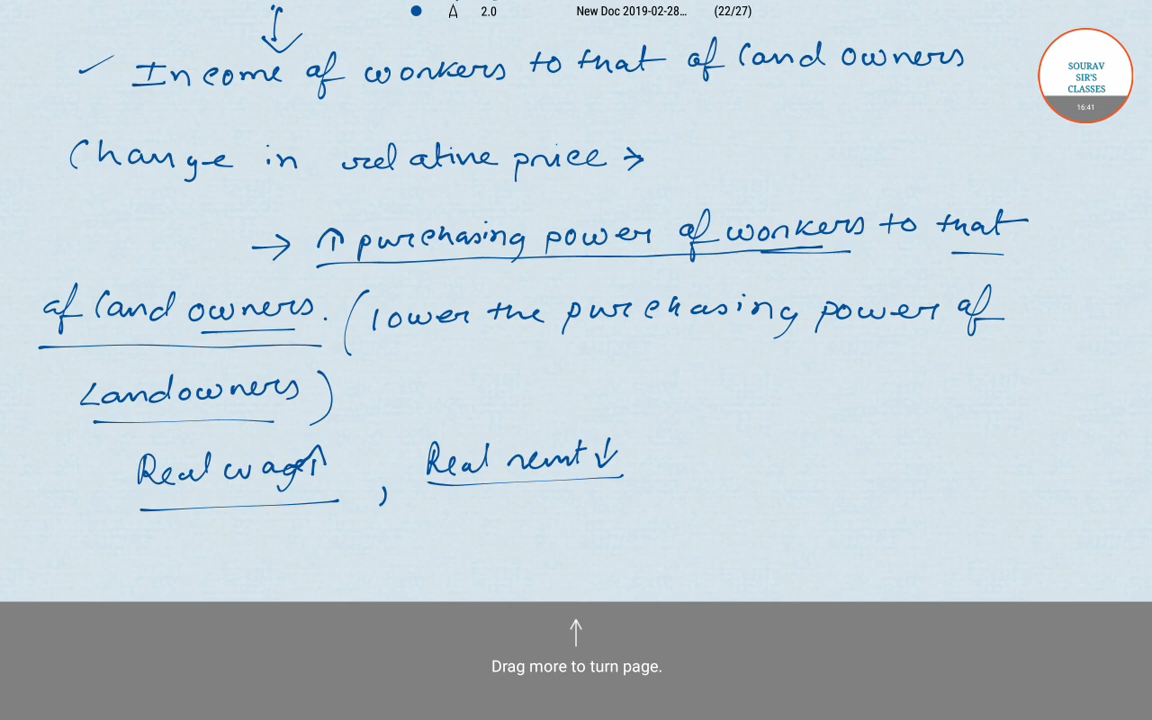 2.0 New Doc 2019-02-28... (22/27)
SOURAV
SIR'S
CLASSES
16:41
Income of workers to that of land owners
Change in relative price →
→ ↑ purchasing power of workers to that
of land owners. (lower the purchasing power of
Landowners)
Real wage↑, Real rent↓
Drag more to turn page.